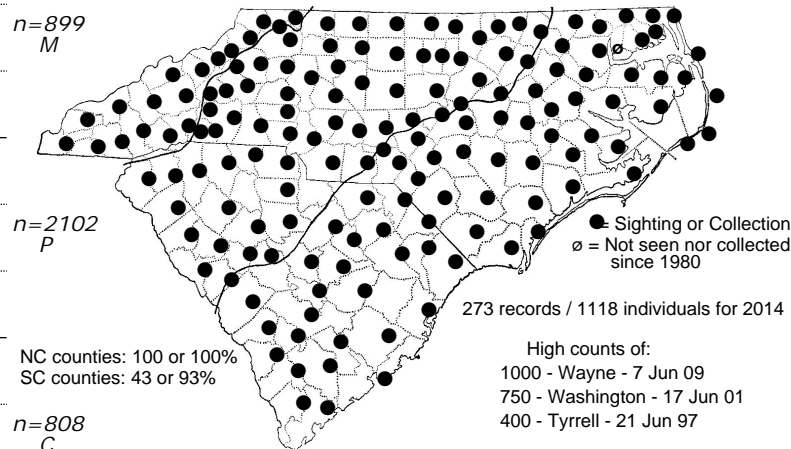 n=899
M
n=2102
P
● = Sighting or Collection
ø = Not seen nor collected
since 1980
273 records / 1118 individuals for 2014
NC counties: 100 or 100%
SC counties: 43 or 93%
High counts of:
1000 - Wayne - 7 Jun 09
750 - Washington - 17 Jun 01
400 - Tyrrell - 21 Jun 97
n=808
C